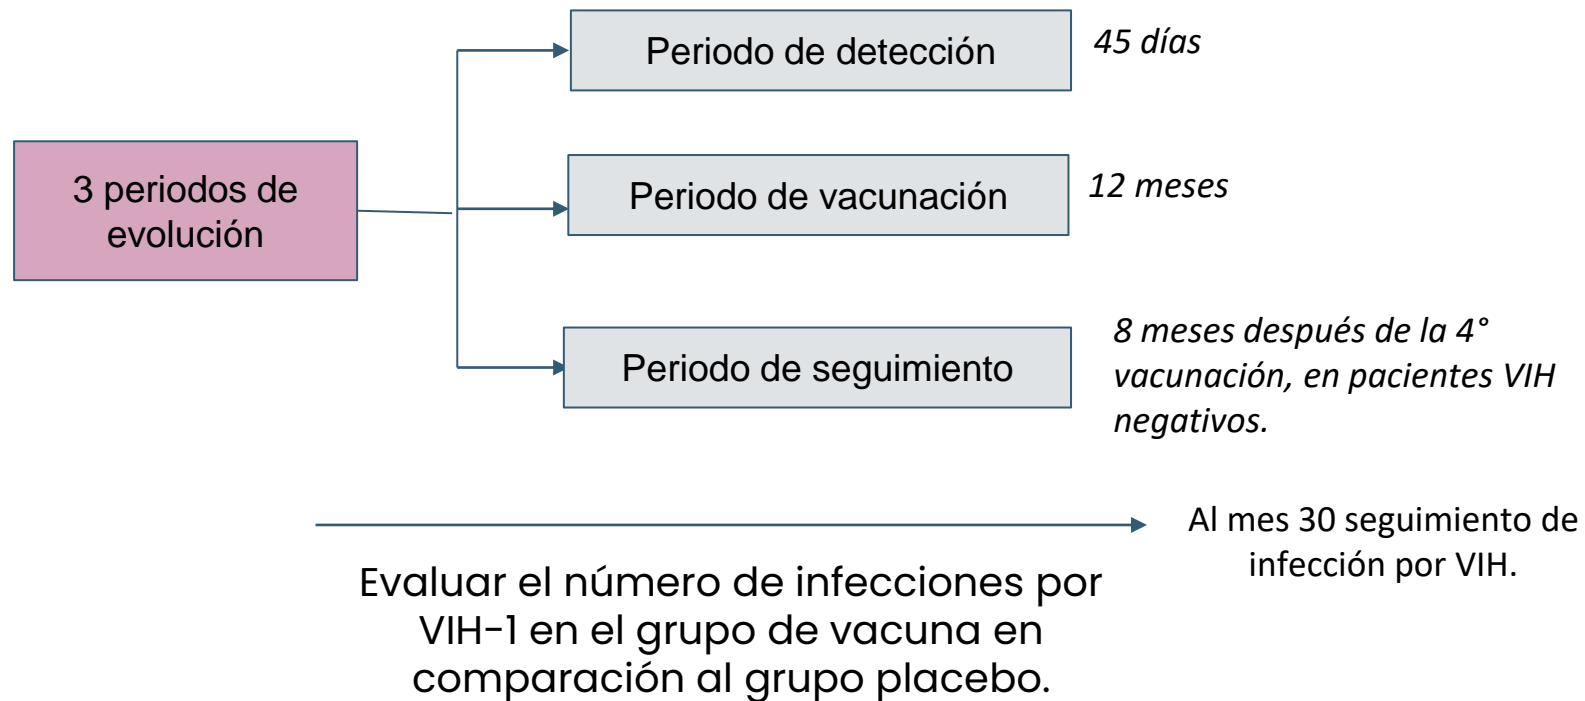 Periodo de detección
45 días
3 periodos de
evolución
Periodo de vacunación
12 meses
Periodo de seguimiento
8 meses después de la 4°
vacunación, en pacientes VIH
negativos.
Al mes 30 seguimiento de
infección por VIH.
Evaluar el número de infecciones por
VIH-1 en el grupo de vacuna en
comparación al grupo placebo.